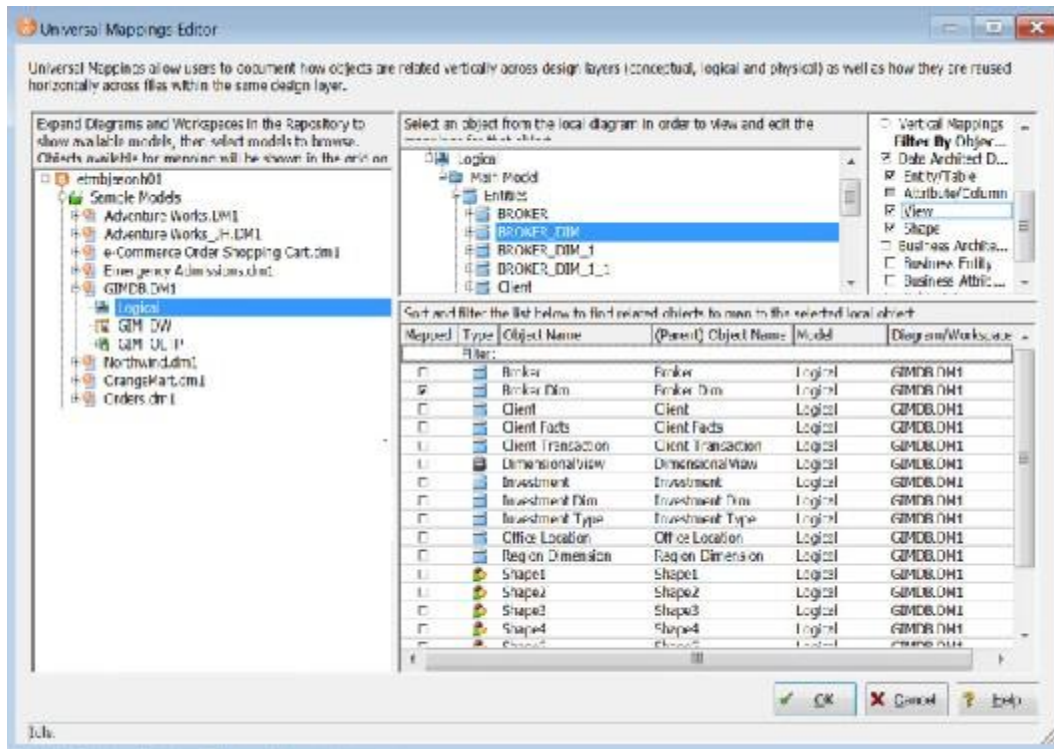 Universal Mappings Editor
Universal Mappings allow users to document how objects are related vertically across design layers (conceptual, logical and physical) as well as how they are reused
horizontally across files within the same design layer.
Expand Diagrams and Workspaces in the Repository to
show available models, then select models to browse.
Objects available for mapping will be shown in the grid on
Sample Models
Adventure Works.DM1
Adventure Works_JH.DM1
e-Commerce Order Shopping Cart.dm1
Emergency Admissions.dm1
GIMDB.DM1
Logical
GIM_DW
GIM_OLTP
Northwind.dm1
OrangeMart.dm1
Orders.dm1
Select an object from the local diagram in order to view and edit the
Logical
Main Model
Entities
BROKER
BROKER_DIM
BROKER_DIM_1
BROKER_DIM_1_1
Client
Vertical Mappings
Filter By Objec...
Data Architect D...
Entity/Table
Attribute/Column
View
Shape
Business Archite...
Business Entity
Business Attrib...
Sort and filter the list below to find related objects to map to the selected local object
Mapped Type Object Name (Parent) Object Name Model Diagram/Workspace
Filter:
Broker Broker Logical GIMDB.DM1
Broker Dim Broker Dim Logical GIMDB.DM1
Client Client Logical GIMDB.DM1
Client Facts Client Facts Logical GIMDB.DM1
Client Transaction Client Transaction Logical GIMDB.DM1
DimensionalView DimensionalView Logical GIMDB.DM1
Investment Investment Logical GIMDB.DM1
Investment Dim Investment Dim Logical GIMDB.DM1
Investment Type Investment Type Logical GIMDB.DM1
Office Location Office Location Logical GIMDB.DM1
Region Dimension Region Dimension Logical GIMDB.DM1
Shape1 Shape1 Logical GIMDB.DM1
Shape2 Shape2 Logical GIMDB.DM1
Shape3 Shape3 Logical GIMDB.DM1
Shape4 Shape4 Logical GIMDB.DM1
OK Cancel Help
Idle.